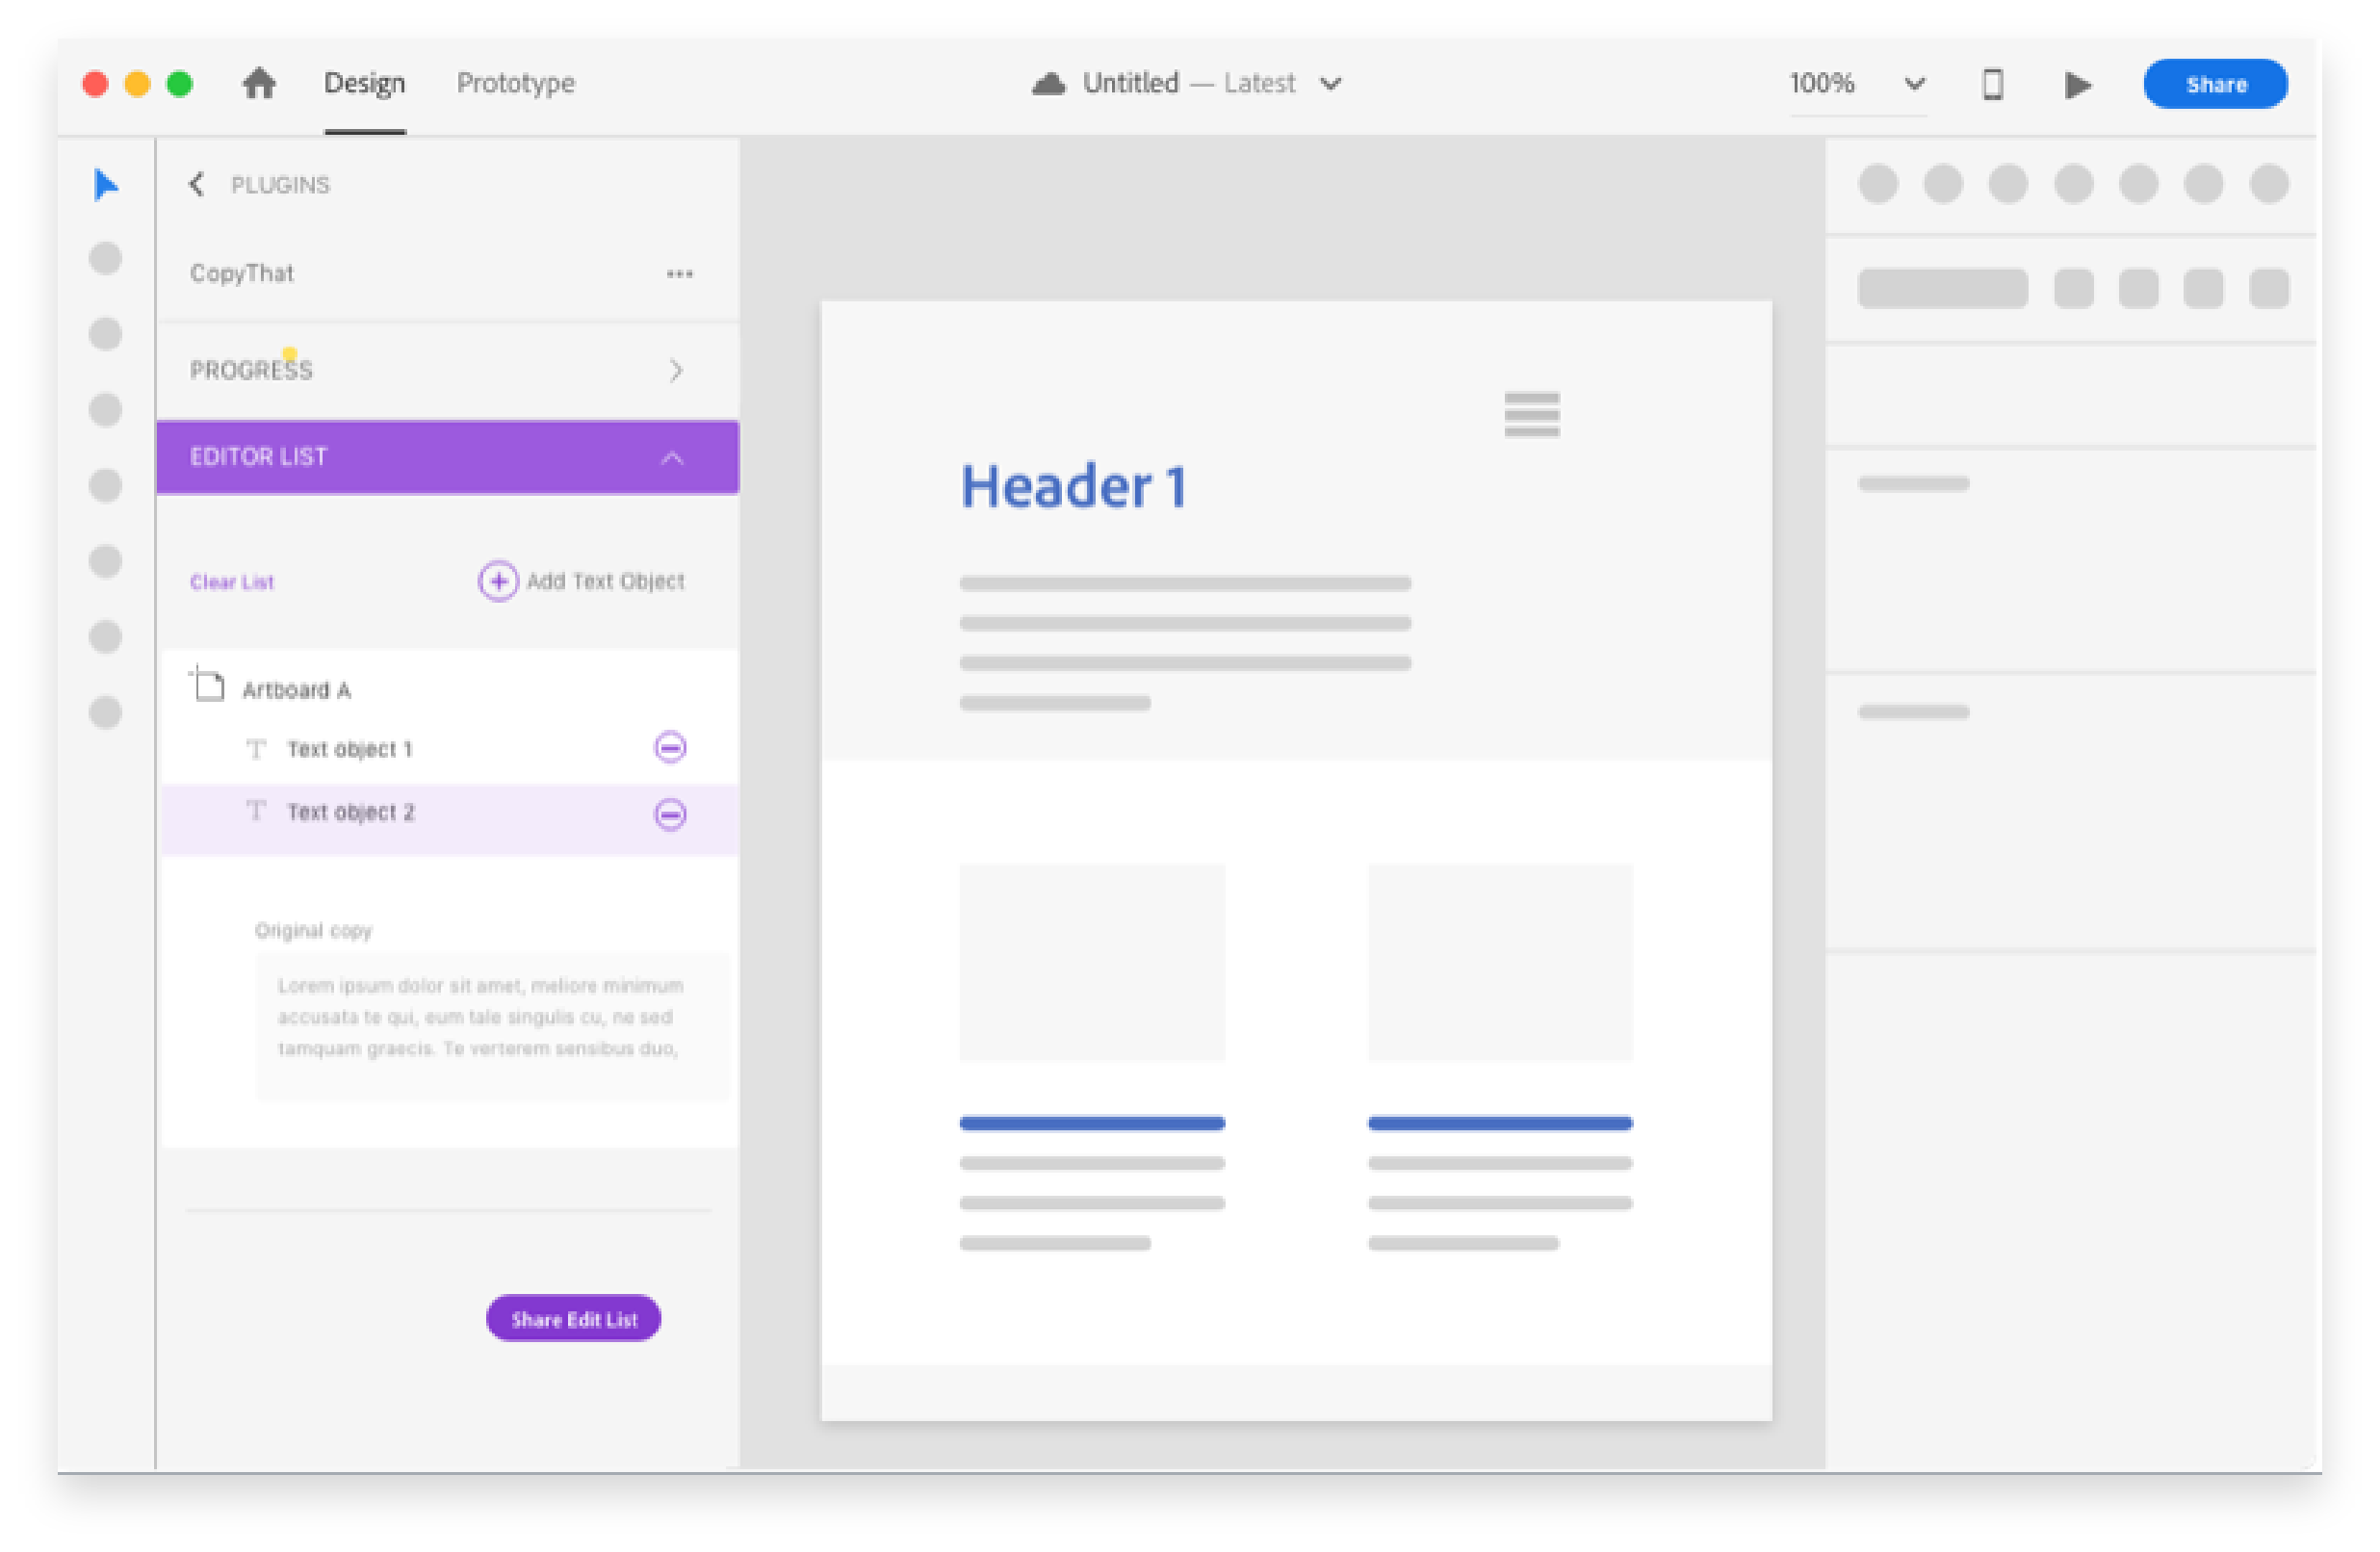 Design Prototype Untitled — Latest 100% Share
PLUGINS
CopyThat
PROGRESS
EDITOR LIST
Clear List Add Text Object
Artboard A
Text object 1
Text object 2
Original copy
Lorem ipsum dolor sit amet, meliore minimum
accusata te qui, eum tale singulis cu, ne sed
tamquam graecis. Te verterem sensibus duo,
Share Edit List
Header 1